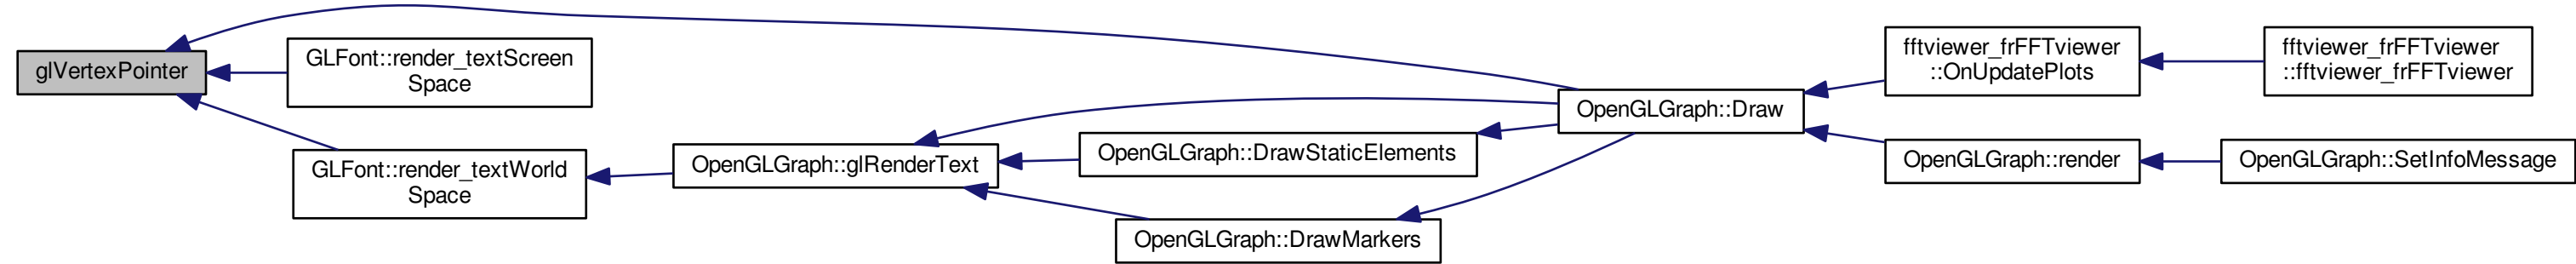 glVertexPointer
GLFont::render_textScreen
Space
GLFont::render_textWorld
Space
OpenGLGraph::glRenderText
OpenGLGraph::DrawStaticElements
OpenGLGraph::DrawMarkers
OpenGLGraph::Draw
fftviewer_frFFTviewer
::OnUpdatePlots
OpenGLGraph::render
fftviewer_frFFTviewer
::fftviewer_frFFTviewer
OpenGLGraph::SetInfoMessage